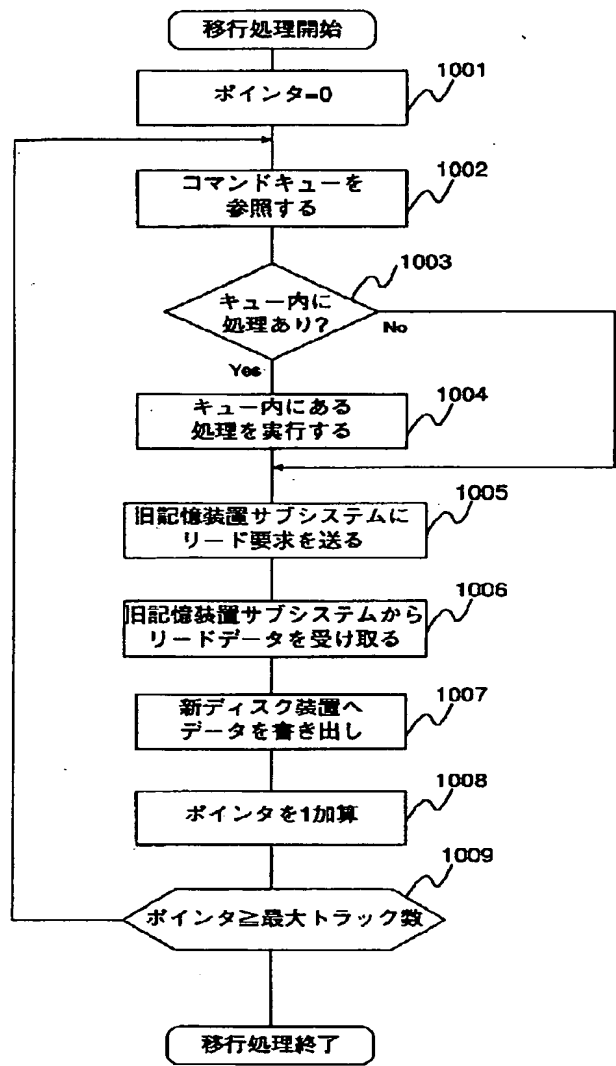 移行処理開始
1001
ポインタ=0
1002
コマンドキューを
参照する
1003
キュー内に
処理あり?
No
Yes
1004
キュー内にある
処理を実行する
1005
旧記憶装置サブシステムに
リード要求を送る
1006
旧記憶装置サブシステムから
リードデータを受け取る
1007
新ディスク装置へ
データを書き出し
1008
ポインタを1加算
1009
ポインタ≧最大トラック数
移行処理終了